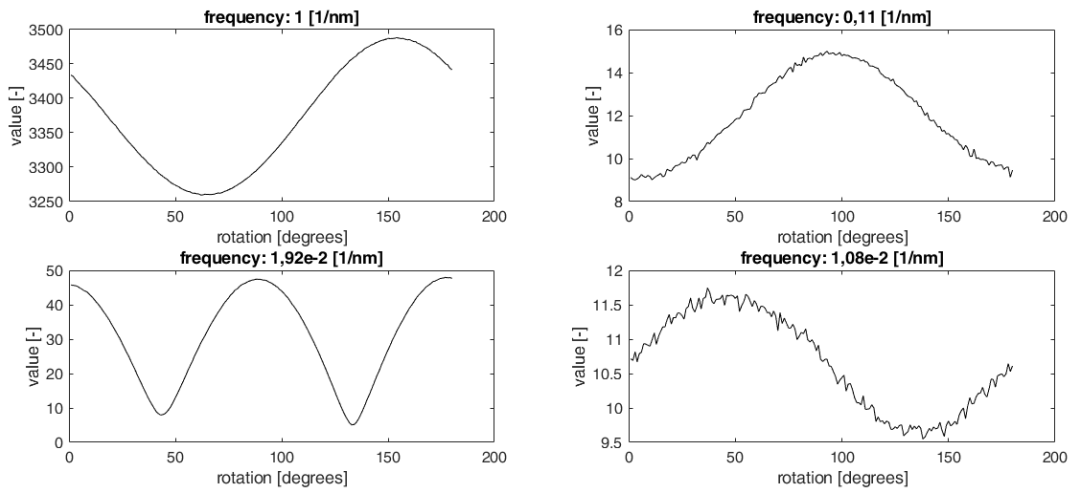 frequency: 1 [1/nm]
3500
3450
3400
3350
3300
3250
value [-]
0 50 100 150 200
rotation [degrees]
frequency: 0,11 [1/nm]
16
14
12
10
8
value [-]
0 50 100 150 200
rotation [degrees]
frequency: 1,92e-2 [1/nm]
50
40
30
20
10
0
value [-]
0 50 100 150 200
rotation [degrees]
frequency: 1,08e-2 [1/nm]
12
11.5
11
10.5
10
9.5
value [-]
0 50 100 150 200
rotation [degrees]